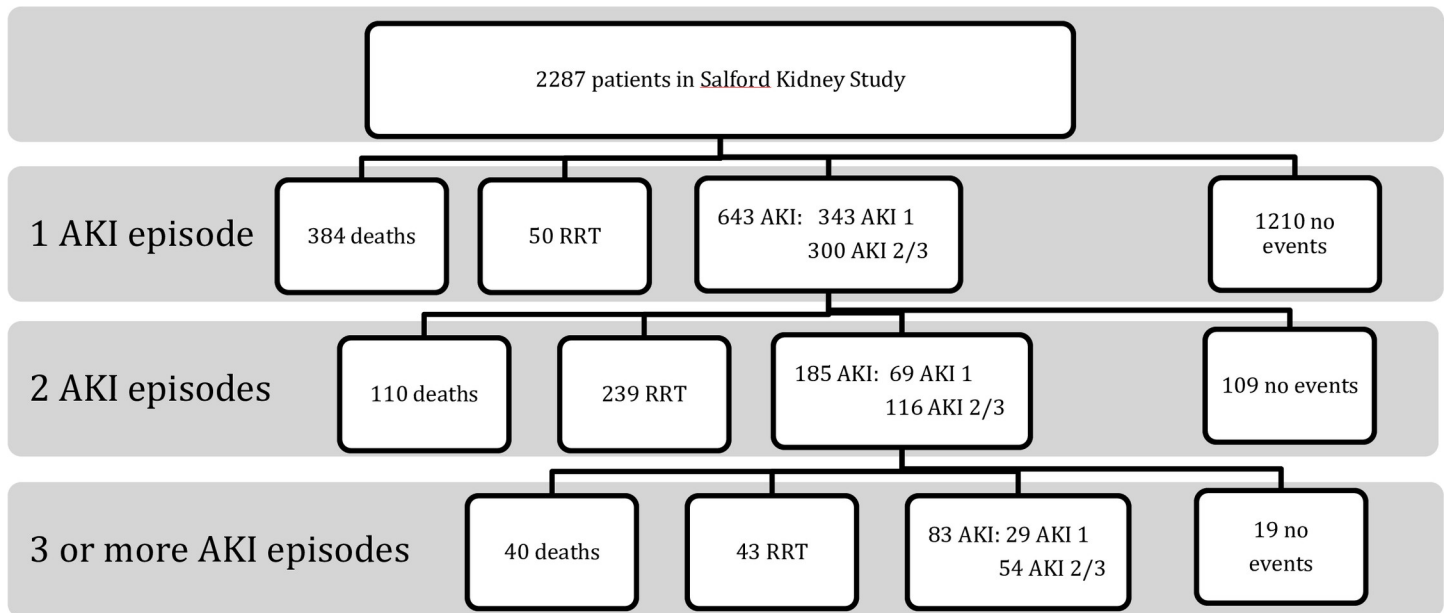 2287 patients in Salford Kidney Study
1 AKI episode
384 deaths
50 RRT
643 AKI: 343 AKI 1
300 AKI 2/3
1210 no
events
2 AKI episodes
110 deaths
239 RRT
185 AKI: 69 AKI 1
116 AKI 2/3
109 no events
3 or more AKI episodes
40 deaths
43 RRT
83 AKI: 29 AKI 1
54 AKI 2/3
19 no
events